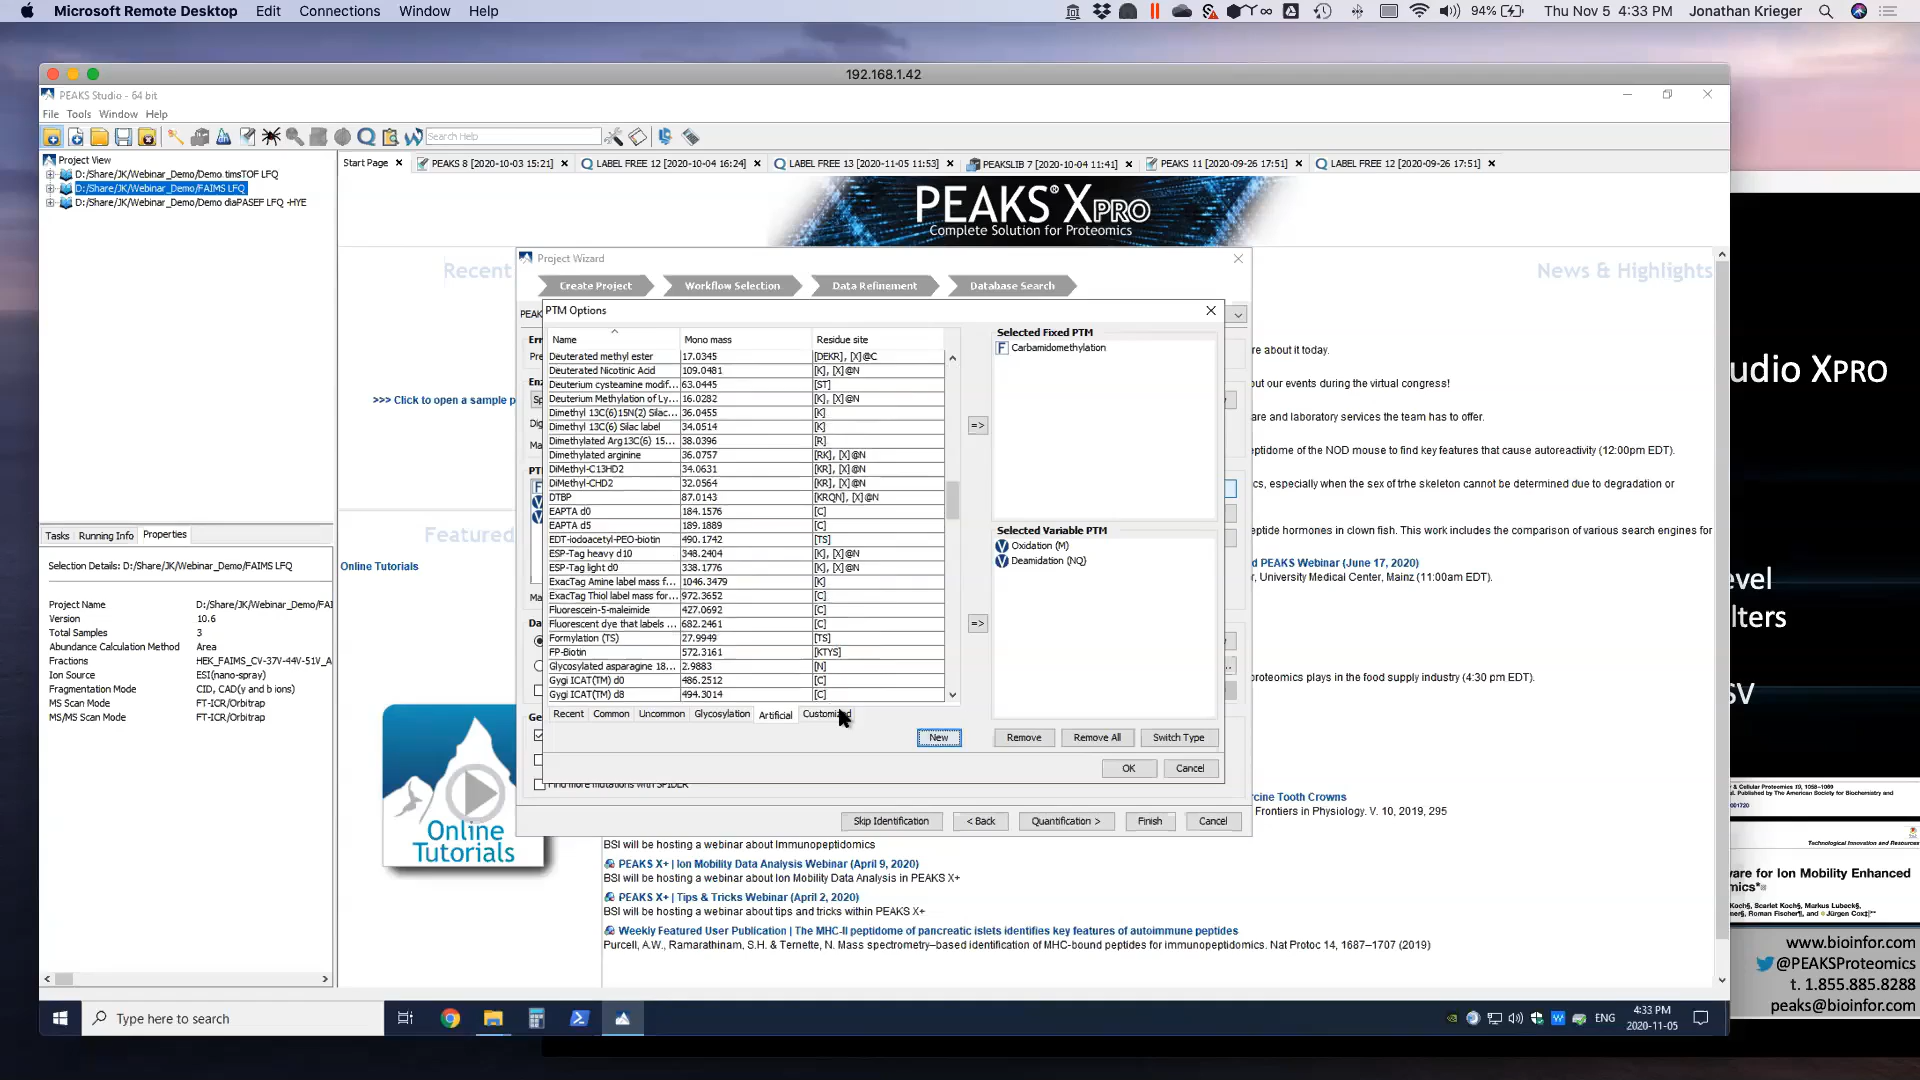 Microsoft Remote Desktop Edit Connections Window Help
94% Thu Nov 5 4:33 PM Jonathan Krieger
192.168.1.42
PEAKS Studio - 64 bit
File Tools Window Help
Search Help
Project View
D:/Share/JK/Webinar_Demo/Demo timsTOF LFQ
D:/Share/JK/Webinar_Demo/FAIMS LFQ
D:/Share/JK/Webinar_Demo/Demo diaPASEF LFQ -HYE
Start Page
PEAKS 8 [2020-10-03 15:21]
LABEL FREE 12 [2020-10-04 16:24]
LABEL FREE 13 [2020-11-05 11:53]
PEAKSLIB 7 [2020-10-04 11:41]
PEAKS 11 [2020-09-26 17:51]
LABEL FREE 12 [2020-09-26 17:51]
PEAKS® XPRO
Complete Solution for Proteomics
Recent
News & Highlights
>>> Click to open a sample p
Featured
Online Tutorials
Project Wizard
Create Project
Workflow Selection
Data Refinement
Database Search
PEAK
PTM Options
Name Mono mass Residue site
Deuterated methyl ester 17.0345 [DEKR], [X]@C
Deuterated Nicotinic Acid 109.0481 [K], [X]@N
Deuterium cysteamine modif... 63.0445 [ST]
Deuterium Methylation of Ly... 16.0282 [K], [X]@N
Dimethyl 13C(6)15N(2) Silac... 36.0455 [K]
Dimethyl 13C(6) Silac label 34.0514 [K]
Dimethylated Arg13C(6) 15... 38.0396 [R]
Dimethylated arginine 36.0757 [RK], [X]@N
DiMethyl-C13HD2 34.0631 [KR], [X]@N
DiMethyl-CHD2 32.0564 [KR], [X]@N
DTBP 87.0143 [KRQN], [X]@N
EAPTA d0 184.1576 [C]
EAPTA d5 189.1889 [C]
EDT-iodoacetyl-PEO-biotin 490.1742 [TS]
ESP-Tag heavy d10 348.2404 [K], [X]@N
ESP-Tag light d0 338.1776 [K], [X]@N
ExacTag Amine label mass f... 1046.3479 [K]
ExacTag Thiol label mass for... 972.3652 [C]
Fluorescein-5-maleimide 427.0692 [C]
Fluorescent dye that labels ... 682.2461 [C]
Formylation (TS) 27.9949 [TS]
FP-Biotin 572.3161 [KTYS]
Glycosylated asparagine 18... 2.9883 [N]
Gygi ICAT(TM) d0 486.2512 [C]
Gygi ICAT(TM) d8 494.3014 [C]
Recent Common Uncommon Glycosylation Artificial Customized
New
=>
=>
Selected Fixed PTM
F Carbamidomethylation
Selected Variable PTM
V Oxidation (M)
V Deamidation (NQ)
Remove Remove All Switch Type
OK Cancel
Find more mutations with SPIDER
Skip Identification < Back Quantification > Finish Cancel
re about it today.
out our events during the virtual congress!
are and laboratory services the team has to offer.
eptidome of the NOD mouse to find key features that cause autoreactivity (12:00pm EDT).
cs, especially when the sex of trhe skeleton cannot be determined due to degradation or
eptide hormones in clown fish. This work includes the comparison of various search engines for
d PEAKS Webinar (June 17, 2020)
, University Medical Center, Mainz (11:00am EDT).
proteomics plays in the food supply industry (4:30 pm EDT).
rcine Tooth Crowns
Frontiers in Physiology. V. 10, 2019, 295
BSI will be hosting a webinar about Immunopeptidomics
PEAKS X+ | Ion Mobility Data Analysis Webinar (April 9, 2020)
BSI will be hosting a webinar about Ion Mobility Data Analysis in PEAKS X+
PEAKS X+ | Tips & Tricks Webinar (April 2, 2020)
BSI will be hosting a webinar about tips and tricks within PEAKS X+
Weekly Featured User Publication | The MHC-II peptidome of pancreatic islets identifies key features of autoimmune peptides
Purcell, A.W., Ramarathinam, S.H. & Ternette, N. Mass spectrometry–based identification of MHC-bound peptides for immunopeptidomics. Nat Protoc 14, 1687–1707 (2019)
Online
Tutorials
Tasks Running Info Properties
Selection Details: D:/Share/JK/Webinar_Demo/FAIMS LFQ
Project Name D:/Share/JK/Webinar_Demo/FAI
Version 10.6
Total Samples 3
Abundance Calculation Method Area
Fractions HEK_FAIMS_CV-37V-44V-51V_A
Ion Source ESI(nano-spray)
Fragmentation Mode CID, CAD(y and b ions)
MS Scan Mode FT-ICR/Orbitrap
MS/MS Scan Mode FT-ICR/Orbitrap
Type here to search
ENG
4:33 PM
2020-11-05
udio XPRO
evel
lters
SV
Technological Innovation and Resources
are for Ion Mobility Enhanced
mics*
Koch§, Scarlet Koch§, Markus Lubeck§,
mer§, Roman Fischer¶, and Jürgen Cox‡**
www.bioinfor.com
@PEAKSProteomics
t. 1.855.885.8288
peaks@bioinfor.com